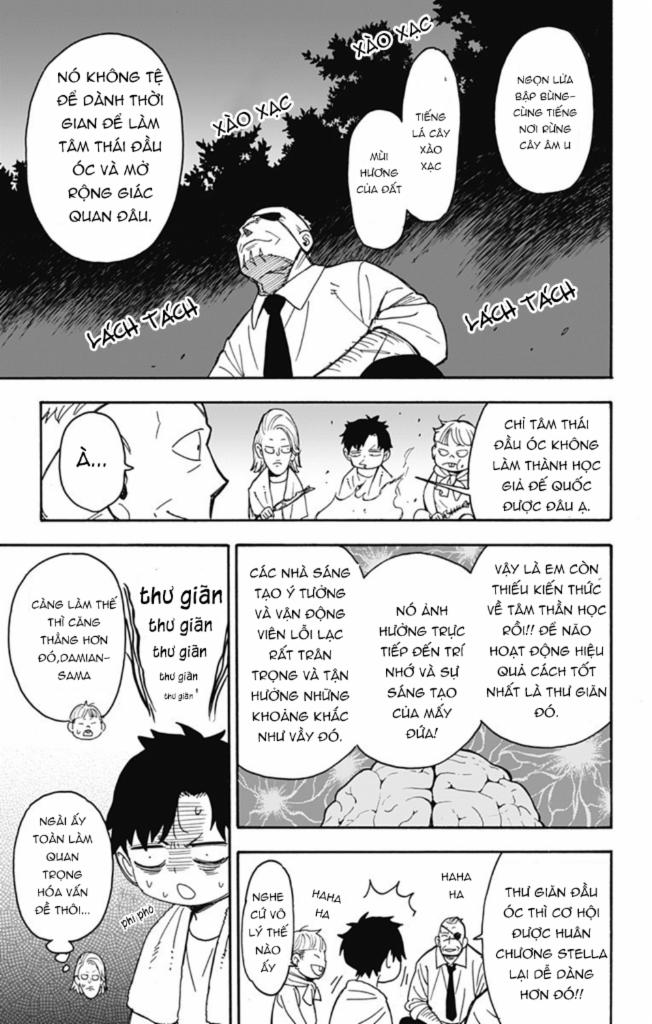 NGỌN LỬA
BẬP BÙNG-
CÙNG TIẾNG
NƠI RỪNG
CÂY ÂM U
XÀO XẠC
TIẾNG
LÁ CÂY
XÀO
XẠC
MÙI
HƯƠNG
CỦA ĐẤT
XÀO XẠC
NÓ KHÔNG TỆ
ĐỂ DÀNH THỜI
GIAN ĐỂ LÀM
TÂM THÁI ĐẦU
ÓC VÀ MỞ
RỘNG GIÁC
QUAN ĐÂU.
LÁCH TÁCH
LÁCH TÁCH
CHỈ TÂM THÁI
ĐẦU ÓC KHÔNG
LÀM THÀNH HỌC
GIẢ ĐẾ QUỐC
ĐƯỢC ĐÂU Ạ.
À...
VẬY LÀ EM CÒN
THIẾU KIẾN THỨC
VỀ TÂM THẦN HỌC
RỒI!! ĐỂ NÃO
HOẠT ĐỘNG HIỆU
QUẢ CÁCH TỐT
NHẤT LÀ THƯ GIÃN
ĐÓ.
NÓ ẢNH
HƯỞNG TRỰC
TIẾP ĐẾN TRÍ
NHỚ VÀ SỰ
SÁNG TẠO
CỦA MẤY
ĐỨA!
CÁC NHÀ SÁNG
TẠO Ý TƯỞNG
VÀ VẬN ĐỘNG
VIÊN LỖI LẠC
RẤT TRÂN
TRỌNG VÀ TẬN
HƯỞNG NHỮNG
KHOẢNG KHẮC
NHƯ VẦY ĐÓ.
THƯ GIÃN ĐẦU
ÓC THÌ CƠ HỘI
ĐƯỢC HUÂN
CHƯƠNG STELLA
LẠI DỄ DÀNG
HƠN ĐÓ!!
HAHA
HA
HAHA
HA
NGHE
CỨ VÔ
LÝ THẾ
NÀO
ẤY
thư giãn
thư giãn
thư giãn
thư giãn
thư giãn
CÀNG LÀM THẾ
THÌ CĂNG
THẲNG HƠN
ĐÓ,DAMIAN-
SAMA
phì phò
NGÀI ẤY
TOÀN LÀM
QUAN
TRỌNG
HÓA VẤN
ĐỀ THÔI...